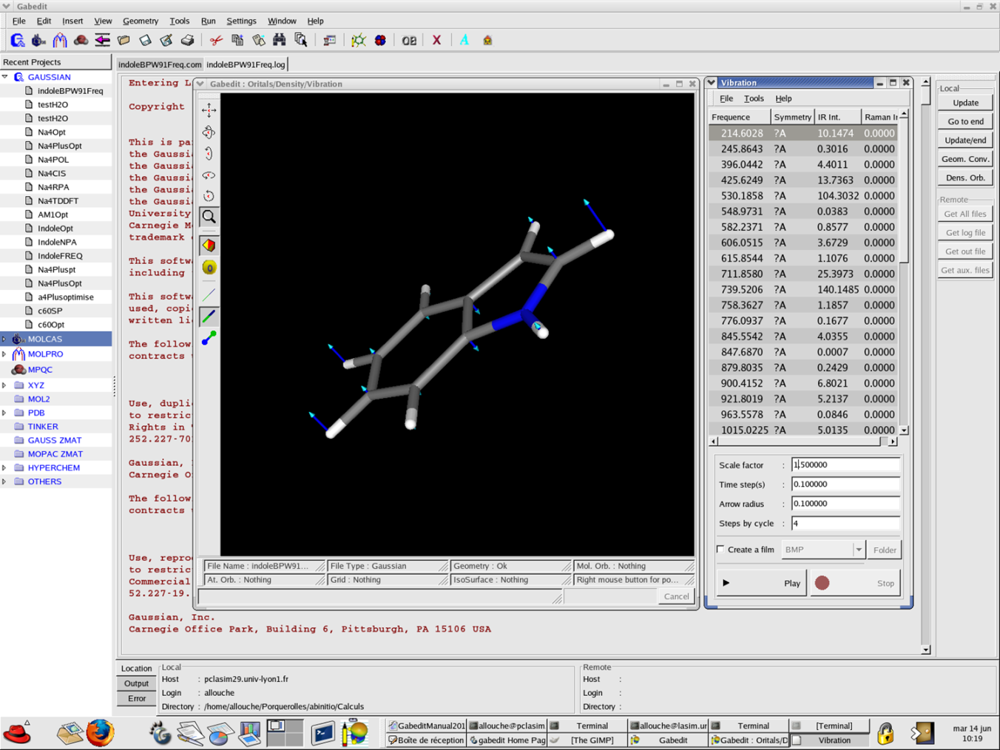 Gabedit
File Edit Insert View Geometry Tools Run Settings Window Help
Recent Projects
GAUSSIAN
indoleBPW91Freq
testH2O
testH2O
Na4Opt
Na4PlusOpt
Na4POL
Na4CIS
Na4RPA
Na4TDDFT
AM1Opt
IndoleOpt
IndoleNPA
IndoleFREQ
Na4Pluspt
Na4PlusOpt
a4Plusoptimise
c60SP
c60Opt
MOLCAS
MOLPRO
MPQC
XYZ
MOL2
PDB
TINKER
GAUSS ZMAT
MOPAC ZMAT
HYPERCHEM
OTHERS
indoleBPW91Freq.com indoleBPW91Freq.log
Entering L
Copyright
This is pa
the Gaussi
the Gaussi
the Gaussi
the Gaussi
the Gaussi
University
Carnegie M
trademark
This softw
including
This softw
used, copi
written li
The follow
contracts
Use, dupli
to restric
Rights in
252.227-70
Gaussian,
Carnegie O
The follow
contracts
Use, repro
to restric
Commercial
52.227-19.
Gaussian, Inc.
Carnegie Office Park, Building 6, Pittsburgh, PA 15106 USA
Gabedit : Oritals/Density/Vibration
File Name : indoleBPW91... File Type : Gaussian Geometry : Ok Mol. Orb. : Nothing
At. Orb. : Nothing Grid : Nothing IsoSurface : Nothing Right mouse button for po...
Cancel
Vibration
File Tools Help
Frequence Symmetry IR Int. Raman In
214.6028 ?A 10.1474 0.0000
245.8643 ?A 0.3016 0.0000
396.0442 ?A 4.4011 0.0000
425.6249 ?A 13.7363 0.0000
530.1858 ?A 104.3032 0.0000
548.9731 ?A 0.0383 0.0000
582.2371 ?A 0.8577 0.0000
606.0515 ?A 3.6729 0.0000
615.8544 ?A 1.1076 0.0000
711.8580 ?A 25.3973 0.0000
739.5206 ?A 140.1485 0.0000
758.3627 ?A 1.1857 0.0000
776.0937 ?A 0.1677 0.0000
845.5542 ?A 4.0355 0.0000
847.6870 ?A 0.0007 0.0000
879.8035 ?A 0.2429 0.0000
900.4152 ?A 6.8021 0.0000
921.8019 ?A 5.2137 0.0000
963.5578 ?A 0.0846 0.0000
1015.0225 ?A 5.0135 0.0000
Scale factor : 1.500000
Time step(s) : 0.100000
Arrow radius : 0.100000
Steps by cycle : 4
Create a film BMP Folder
Play Stop
Local
Update
Go to end
Update/end
Geom. Conv.
Dens. Orb.
Remote
Get All files
Get log file
Get out file
Get aux. files
Location
Output
Error
Local
Host : pclasim29.univ-lyon1.fr
Login : allouche
Directory : /home/allouche/Porquerolles/abinitio/Calculs
Remote
Host :
Login :
Directory :
GabeditManual201 allouche@pclasim Terminal allouche@lasim.ur Terminal [Terminal]
Boîte de réception gabedit Home Pag [The GIMP] Gabedit Gabedit : Oritals/D Vibration
mar 14 jun
10:19